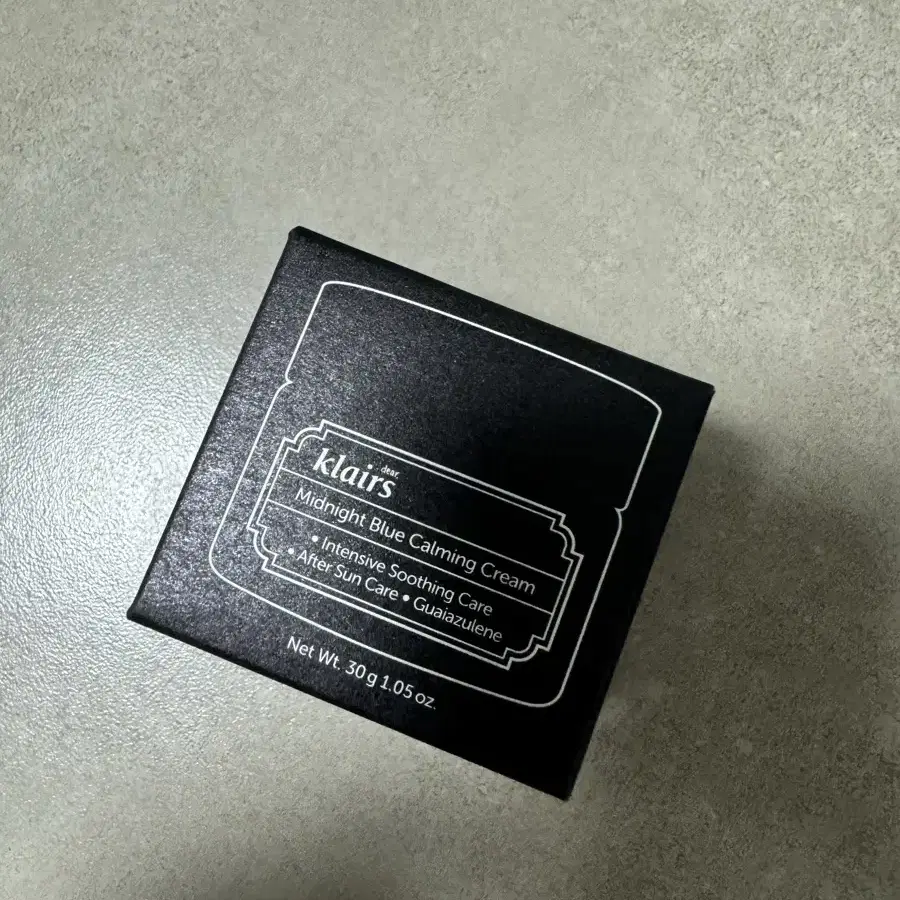 dear,
klairs
Midnight Blue Calming Cream
• Intensive Soothing Care
• After Sun Care • Guaiazulene
Net Wt. 30 g 1.05 oz.